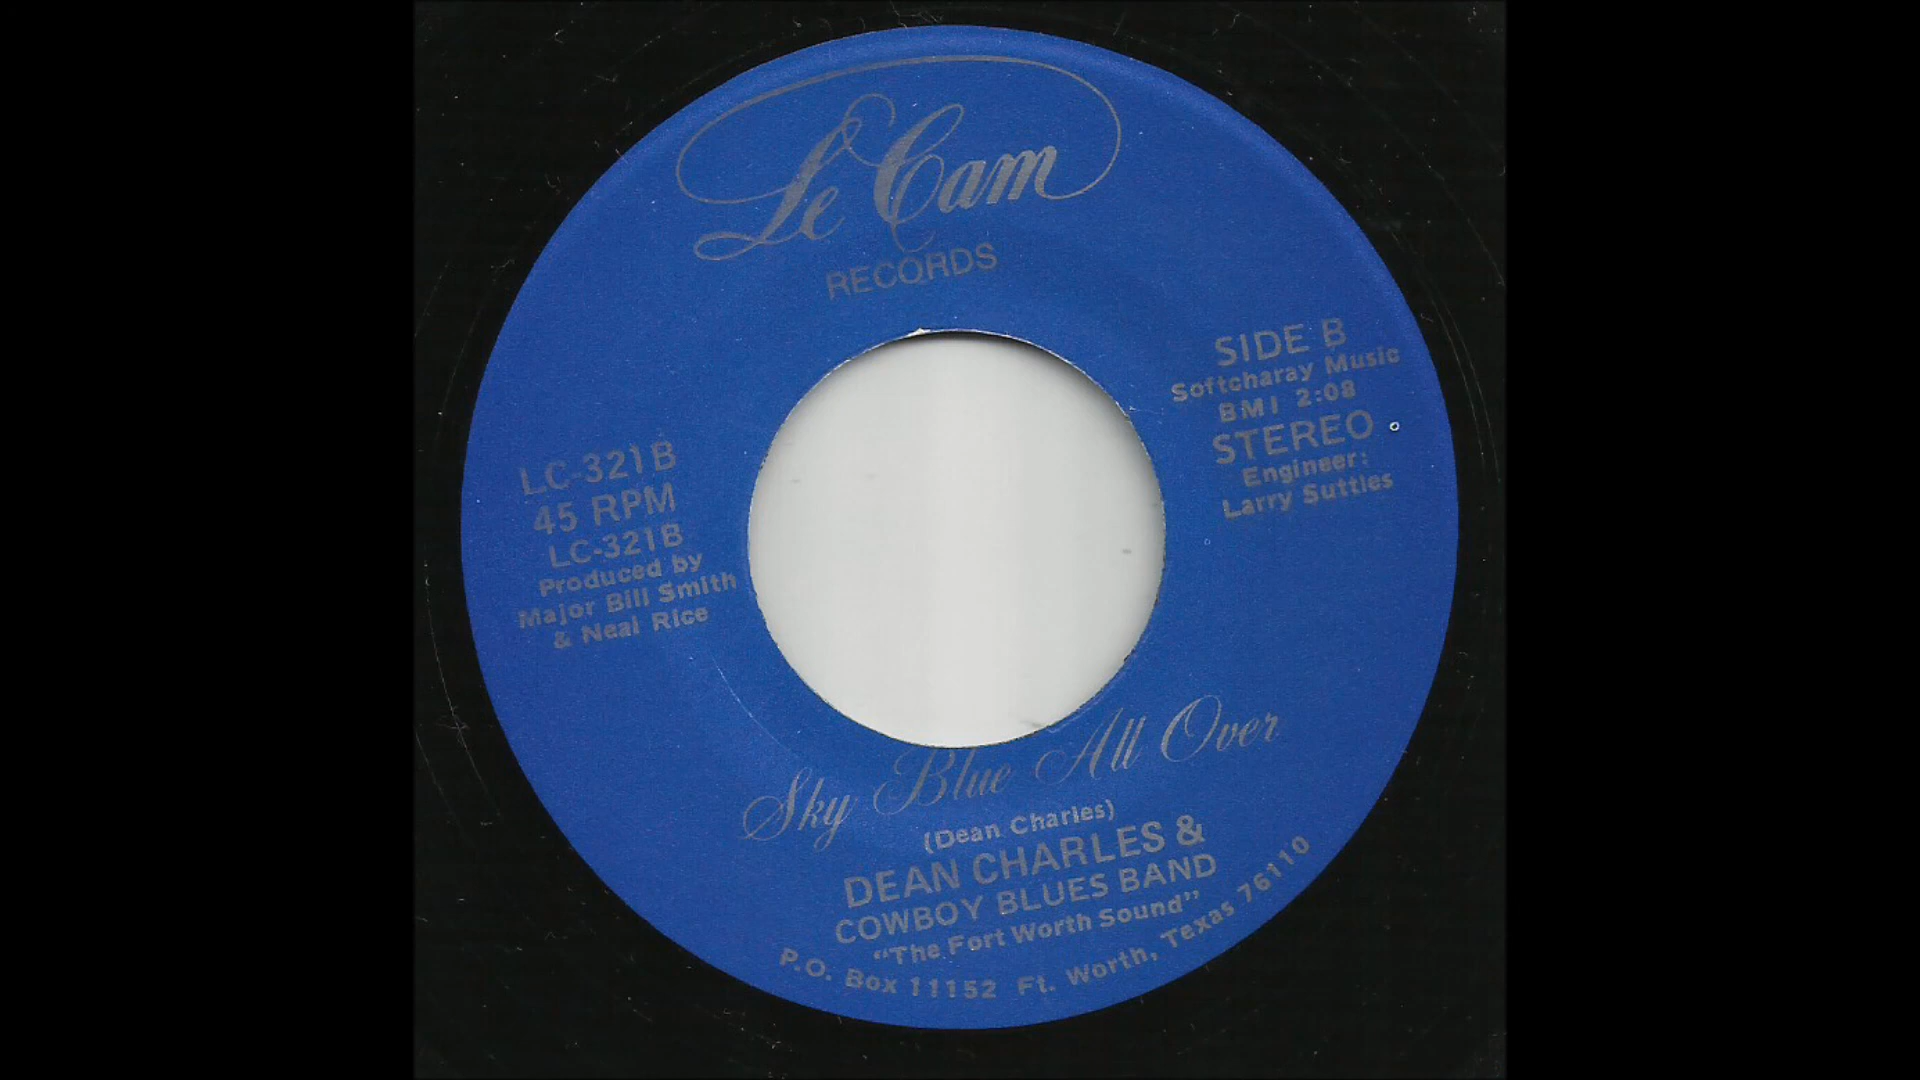 Le Cam
RECORDS
SIDE B
Softcharay Music
BMI 2:08
STEREO
Engineer:
Larry Suttles
LC-321B
45 RPM
LC-321B
Produced by
Major Bill Smith
& Neal Rice
Sky Blue All Over
(Dean Charles)
DEAN CHARLES &
COWBOY BLUES BAND
"The Fort Worth Sound"
P.O. Box 11152 Ft. Worth, Texas 76110